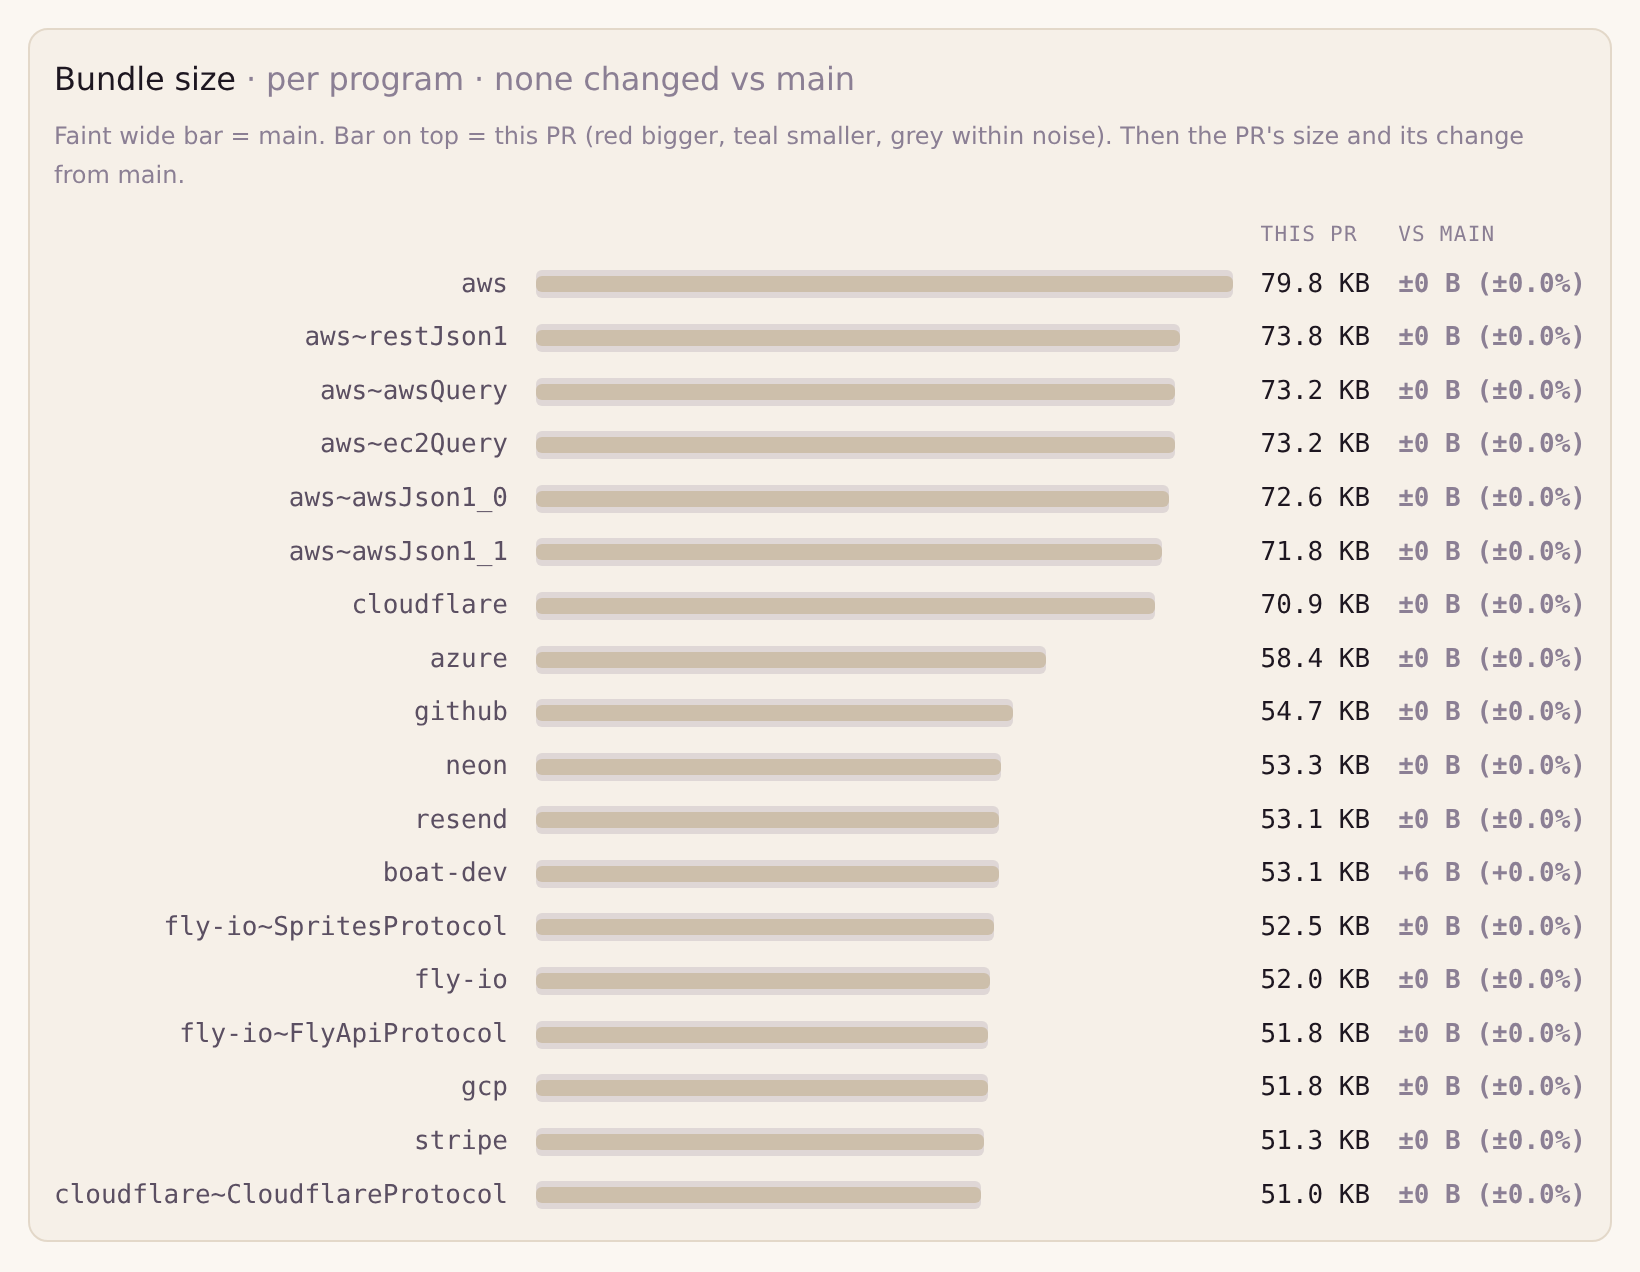 Bundle size · per program · none changed vs main
Faint wide bar = main. Bar on top = this PR (red bigger, teal smaller, grey within noise). Then the PR's size and its change
from main.
THIS PR VS MAIN
aws 79.8 KB ±0 B (±0.0%)
aws~restJson1 73.8 KB ±0 B (±0.0%)
aws~awsQuery 73.2 KB ±0 B (±0.0%)
aws~ec2Query 73.2 KB ±0 B (±0.0%)
aws~awsJson1_0 72.6 KB ±0 B (±0.0%)
aws~awsJson1_1 71.8 KB ±0 B (±0.0%)
cloudflare 70.9 KB ±0 B (±0.0%)
azure 58.4 KB ±0 B (±0.0%)
github 54.7 KB ±0 B (±0.0%)
neon 53.3 KB ±0 B (±0.0%)
resend 53.1 KB ±0 B (±0.0%)
boat-dev 53.1 KB +6 B (+0.0%)
fly-io~SpritesProtocol 52.5 KB ±0 B (±0.0%)
fly-io 52.0 KB ±0 B (±0.0%)
fly-io~FlyApiProtocol 51.8 KB ±0 B (±0.0%)
gcp 51.8 KB ±0 B (±0.0%)
stripe 51.3 KB ±0 B (±0.0%)
cloudflare~CloudflareProtocol 51.0 KB ±0 B (±0.0%)